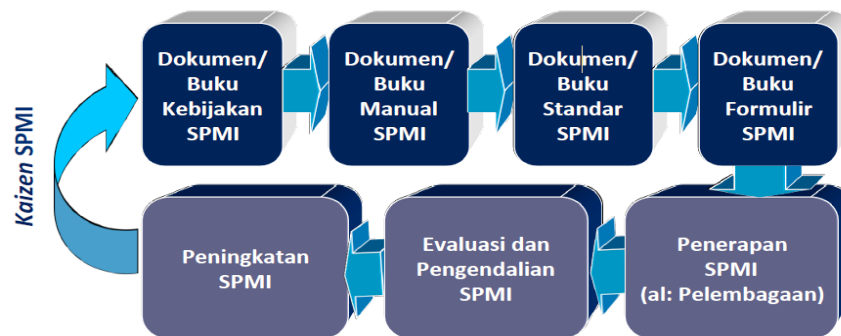 Kaizen SPMI
Dokumen/
Buku
Kebijakan
SPMI
Dokumen/
Buku
Manual
SPMI
Dokumen/
Buku
Standar
SPMI
Dokumen/
Buku
Formulir
SPMI
Penerapan
SPMI
(al: Pelembagaan)
Evaluasi dan
Pengendalian
SPMI
Peningkatan
SPMI